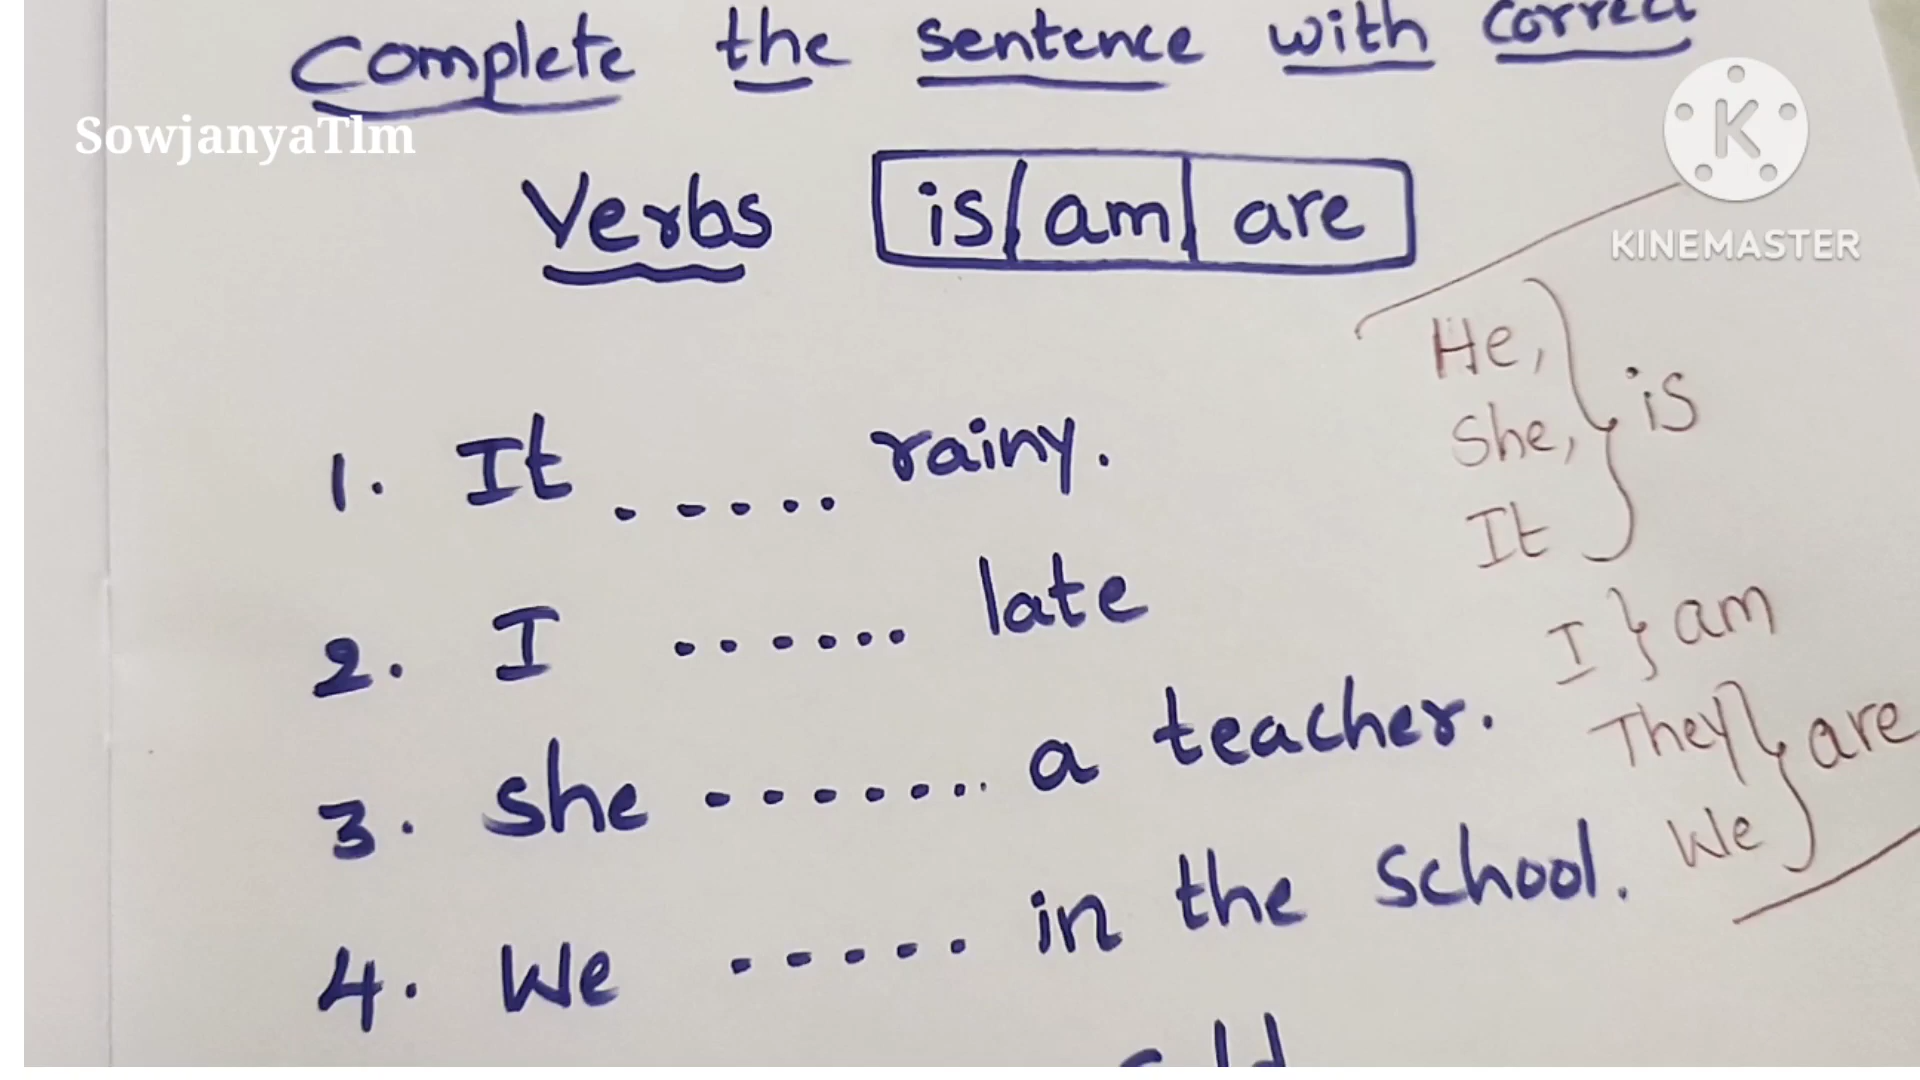 Complete the sentence with correct
SowjanyaTlm
Verbs is/am/are
KINEMASTER
He,
She, is
It
1. It ..... rainy.
2. I ...... late
I } am
3. She ....... a teacher.
They
We } are
4. We ..... in the school.